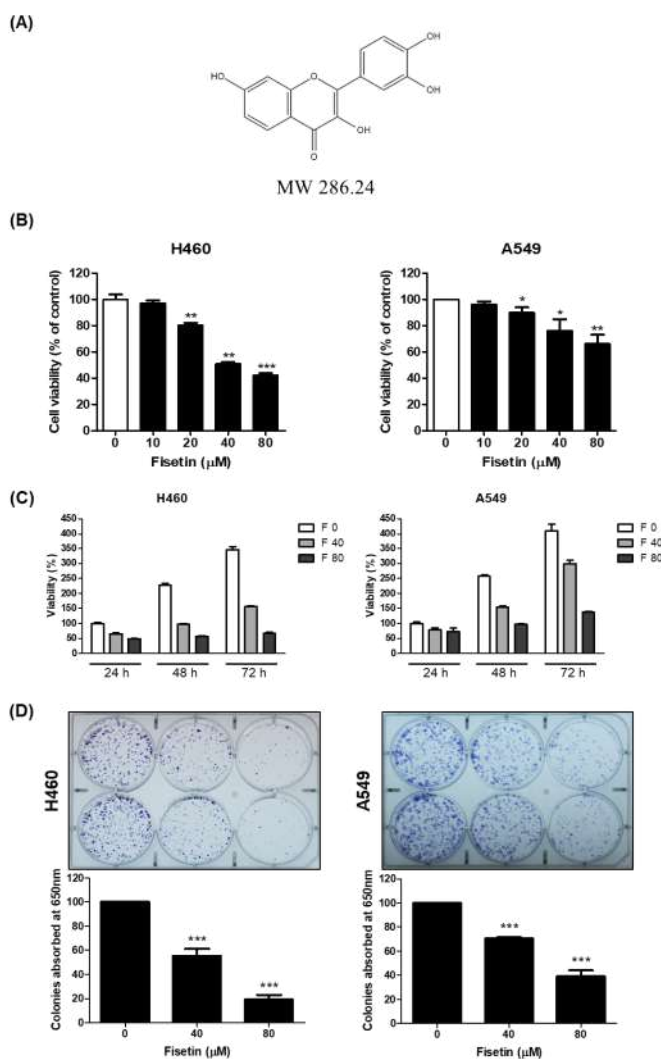 (A)
OH
HO
O
OH
OH
O
MW 286.24
(B)
H460
A549
Cell viability (% of control)
120
100
80
60
40
20
0
**
**
***
0 10 20 40 80
Fisetin (μM)
Cell viability (% of control)
120
100
80
60
40
20
0
*
*
**
0 10 20 40 80
Fisetin (μM)
(C)
H460
A549
Viability (%)
450
400
350
300
250
200
150
100
50
0
F 0
F 40
F 80
24 h 48 h 72 h
Viability (%)
450
400
350
300
250
200
150
100
50
0
F 0
F 40
F 80
24 h 48 h 72 h
(D)
H460
A549
Colonies absorbed at 650nm
120
100
80
60
40
20
0
***
***
0 40 80
Fisetin (μM)
Colonies absorbed at 650nm
120
100
80
60
40
20
0
***
***
0 40 80
Fisetin (μM)